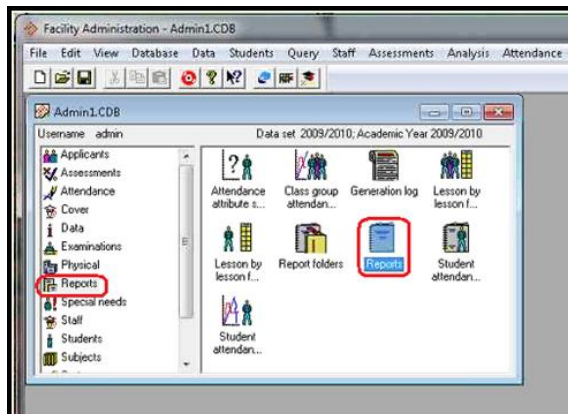 Facility Administration - Admin1.CDB
File Edit View Database Data Students Query Staff Assessments Analysis Attendance
Admin1.CDB
Username admin
Data set 2009/2010; Academic Year 2009/2010
Applicants
Assessments
Attendance
Cover
Data
Examinations
Physical
Reports
Special needs
Staff
Students
Subjects
Attendance attribute s...
Class group attendan...
Generation log
Lesson by lesson f...
Lesson by lesson f...
Report folders
Reports
Student attendan...
Student attendan...